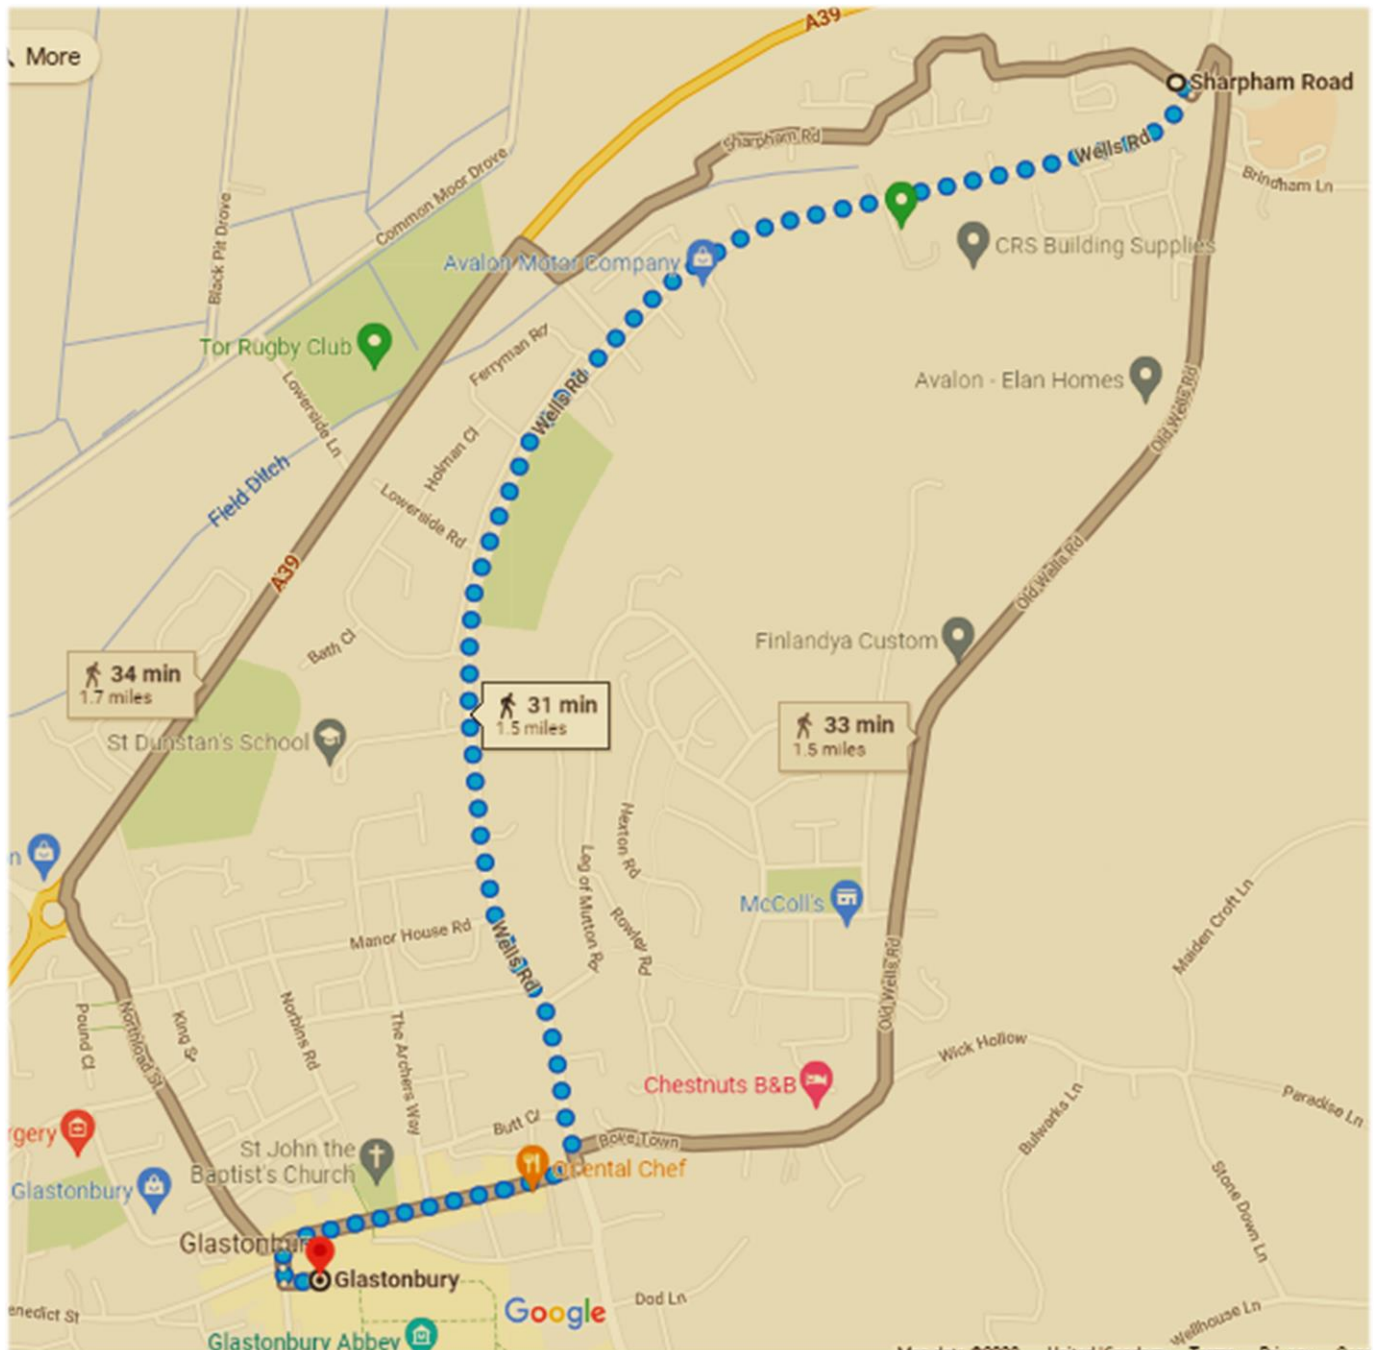 A39
More
Sharpham Road
Sharpham Rd
Wells Rd
Common Moor Drove
Brindham Ln
Black Pit Drove
CRS Building Supplies
Avalon Motor Company
Tor Rugby Club
Ferryman Rd
Avalon - Elan Homes
Lowerside Ln
Wells Rd
Old Wells Rd
Holman Cl
Field Ditch
Lowerside Rd
A39
Old Wells Rd
Bath Cl
Finlandya Custom
34 min
1.7 miles
31 min
1.5 miles
33 min
1.5 miles
St Dunstan's School
Hexton Rd
n
Leg of Mutton Rd
McColl's
Manor House Rd
Wells Rd
Rowley Rd
Maiden Croft Ln
Old Wells Rd
Pound Cl
Northload St
King St
Norbins Rd
The Archers Way
Wick Hollow
Chestnuts B&B
Bulwarks Ln
Paradise Ln
rgery
Butt Cl
Bove Town
St John the
Baptist's Church
Oriental Chef
Glastonbury
Stone Down Ln
Glastonbur
Glastonbury
enedict St
Google
Dod Ln
Wellhouse Ln
Glastonbury Abbey